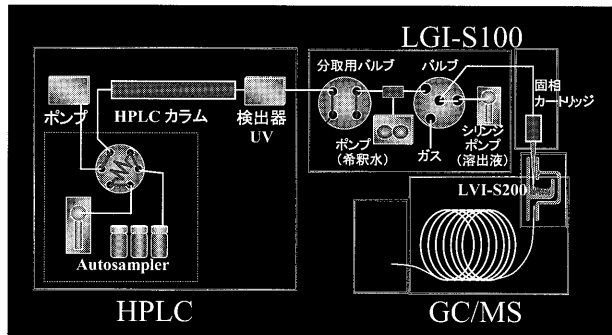 LGI-S100
分取用バルブ
バルブ
固相
カートリッジ
ポンプ
HPLC カラム
検出器
UV
ポンプ
(希釈水)
ガス
シリンジ
ポンプ
(溶出液)
LVI-S200
Autosampler
HPLC
GC/MS